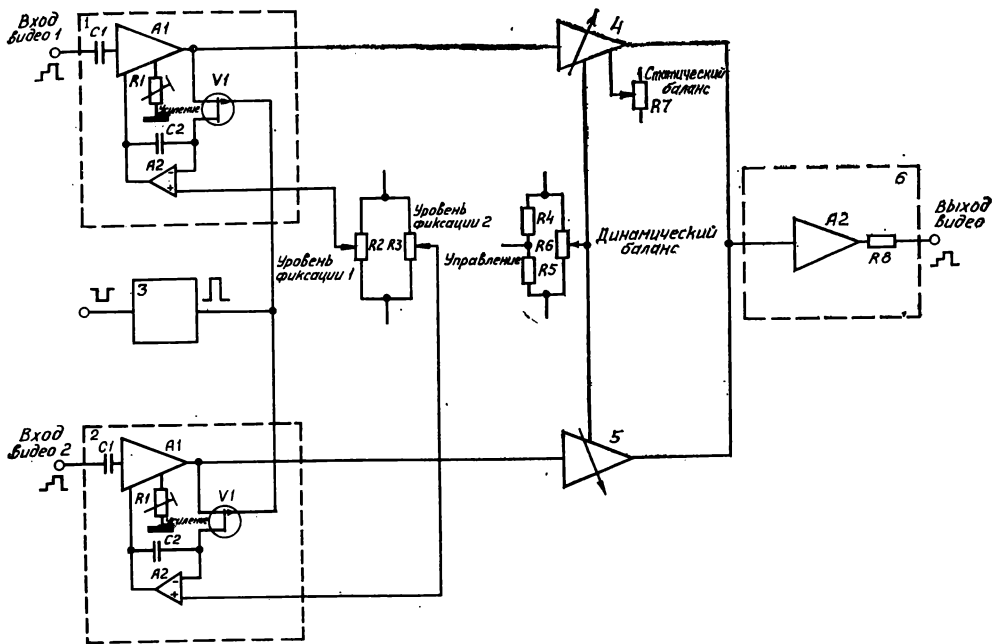 Вход
видео 1
1
C1
A1
R1
Усиление
V1
C2
A2
-
+
4
Статический
баланс
R7
Уровень
фиксации 2
R2
R3
Уровень
фиксации 1
R4
R6
R5
Управление
Динамический
баланс
6
A2
R8
Выход
видео
3
Вход
видео 2
2
C1
A1
R1
Усиление
V1
C2
A2
-
+
5